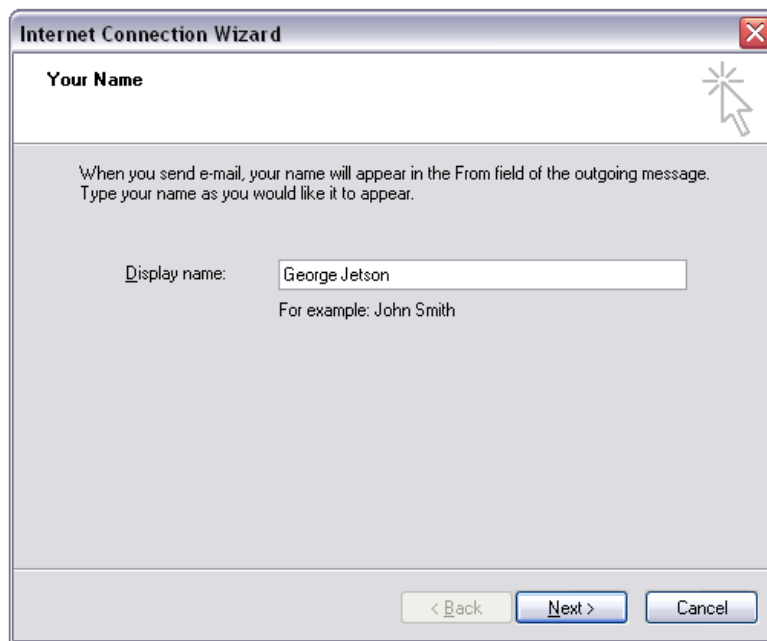 Internet Connection Wizard
Your Name
When you send e-mail, your name will appear in the From field of the outgoing message.
Type your name as you would like it to appear.
Display name: George Jetson
For example: John Smith
< Back Next > Cancel